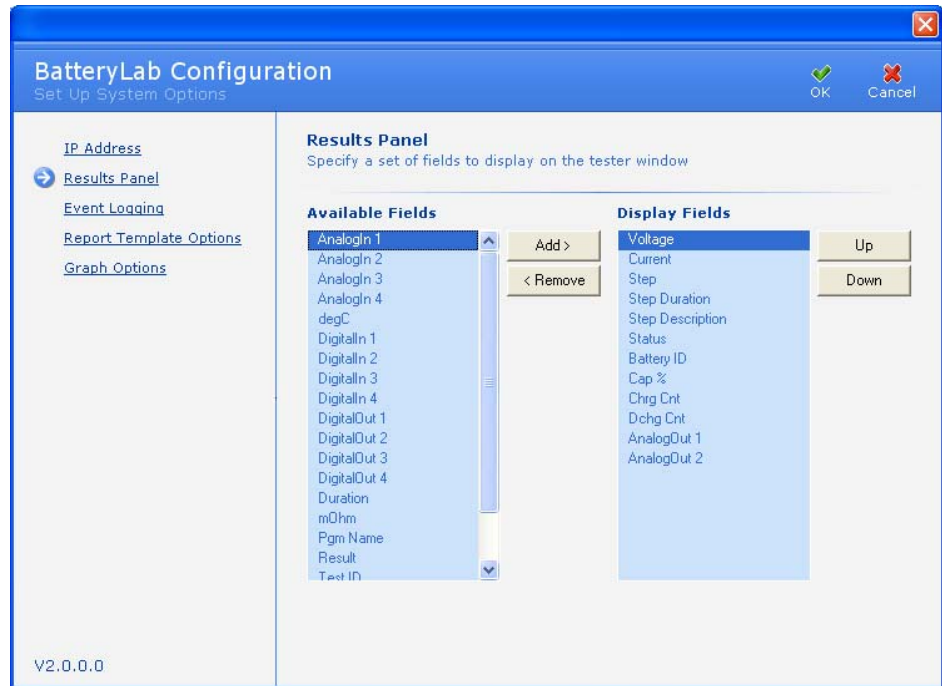 BatteryLab Configuration
Set Up System Options
OK
Cancel
IP Address
Results Panel
Event Logging
Report Template Options
Graph Options
Results Panel
Specify a set of fields to display on the tester window
Available Fields
AnalogIn 1
AnalogIn 2
AnalogIn 3
AnalogIn 4
degC
DigitalIn 1
DigitalIn 2
DigitalIn 3
DigitalIn 4
DigitalOut 1
DigitalOut 2
DigitalOut 3
DigitalOut 4
Duration
mOhm
Pgm Name
Result
Test ID
Add >
< Remove
Display Fields
Voltage
Current
Step
Step Duration
Step Description
Status
Battery ID
Cap %
Chrg Cnt
Dchg Cnt
AnalogOut 1
AnalogOut 2
Up
Down
V2.0.0.0